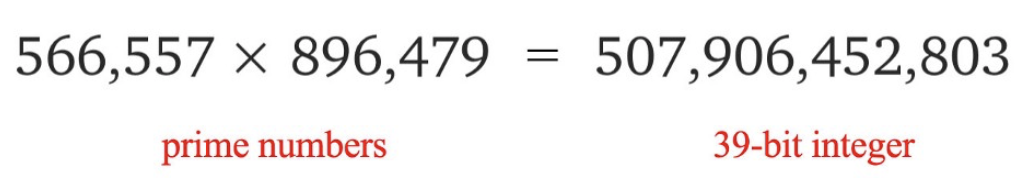 566,557 × 896,479 = 507,906,452,803
prime numbers 39-bit integer